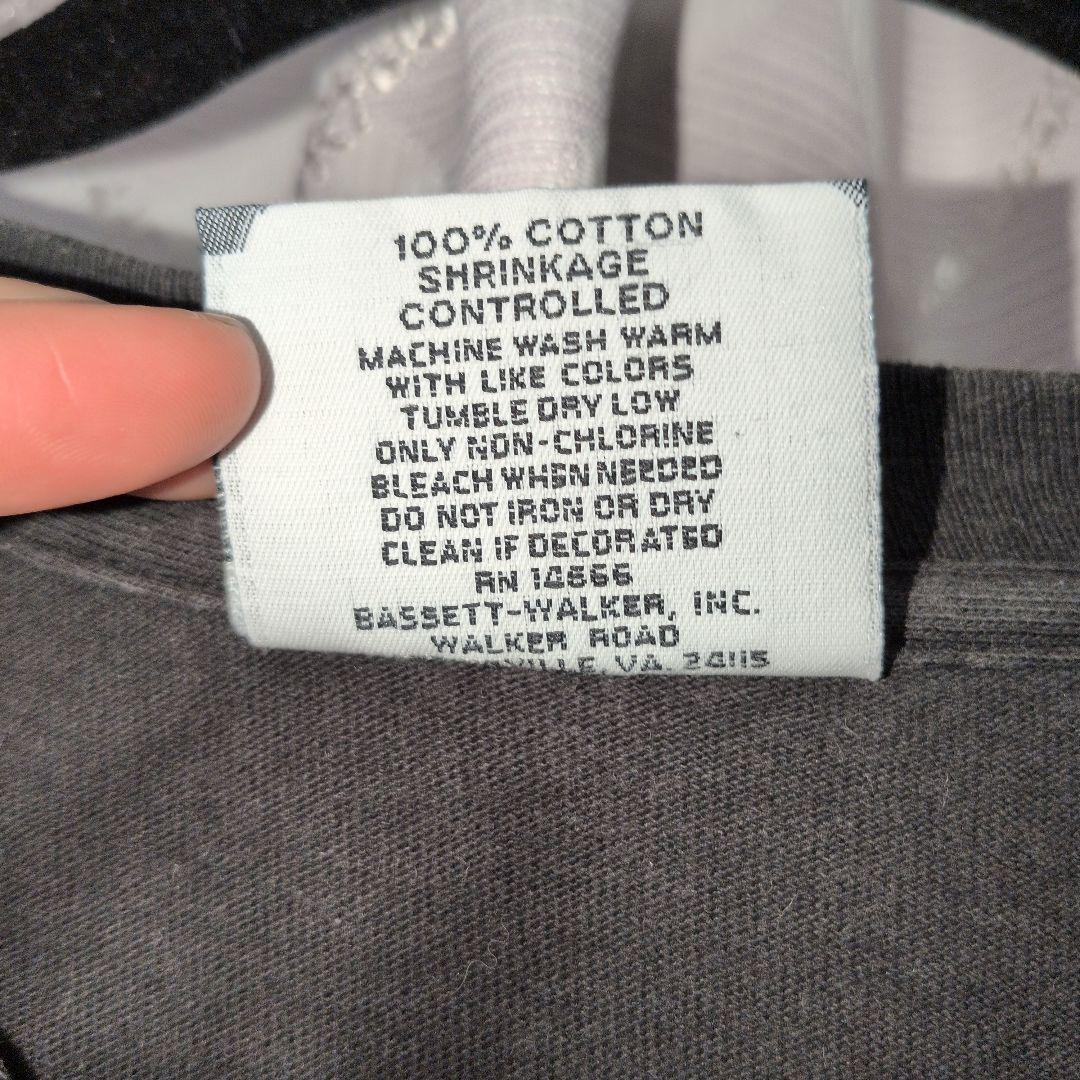 100% COTTON
SHRINKAGE
CONTROLLED
MACHINE WASH WARM
WITH LIKE COLORS
TUMBLE DRY LOW
ONLY NON-CHLORINE
BLEACH WHEN NEEDED
DO NOT IRON OR DRY
CLEAN IF DECORATED
RN 14666
BASSETT-WALKER, INC.
WALKER ROAD
VA. 24115